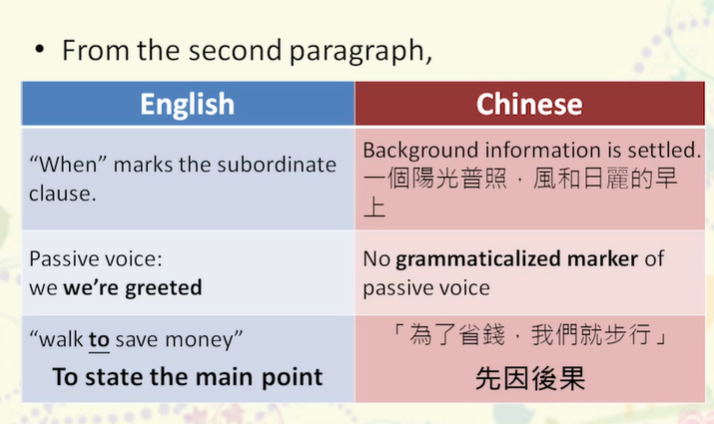 • From the second paragraph,
English
Chinese
“When” marks the subordinate
clause.
Background information is settled.
一個陽光普照，風和日麗的早
上
Passive voice:
we we’re greeted
No grammaticalized marker of
passive voice
“walk to save money”
To state the main point
「為了省錢，我們就步行」
先因後果